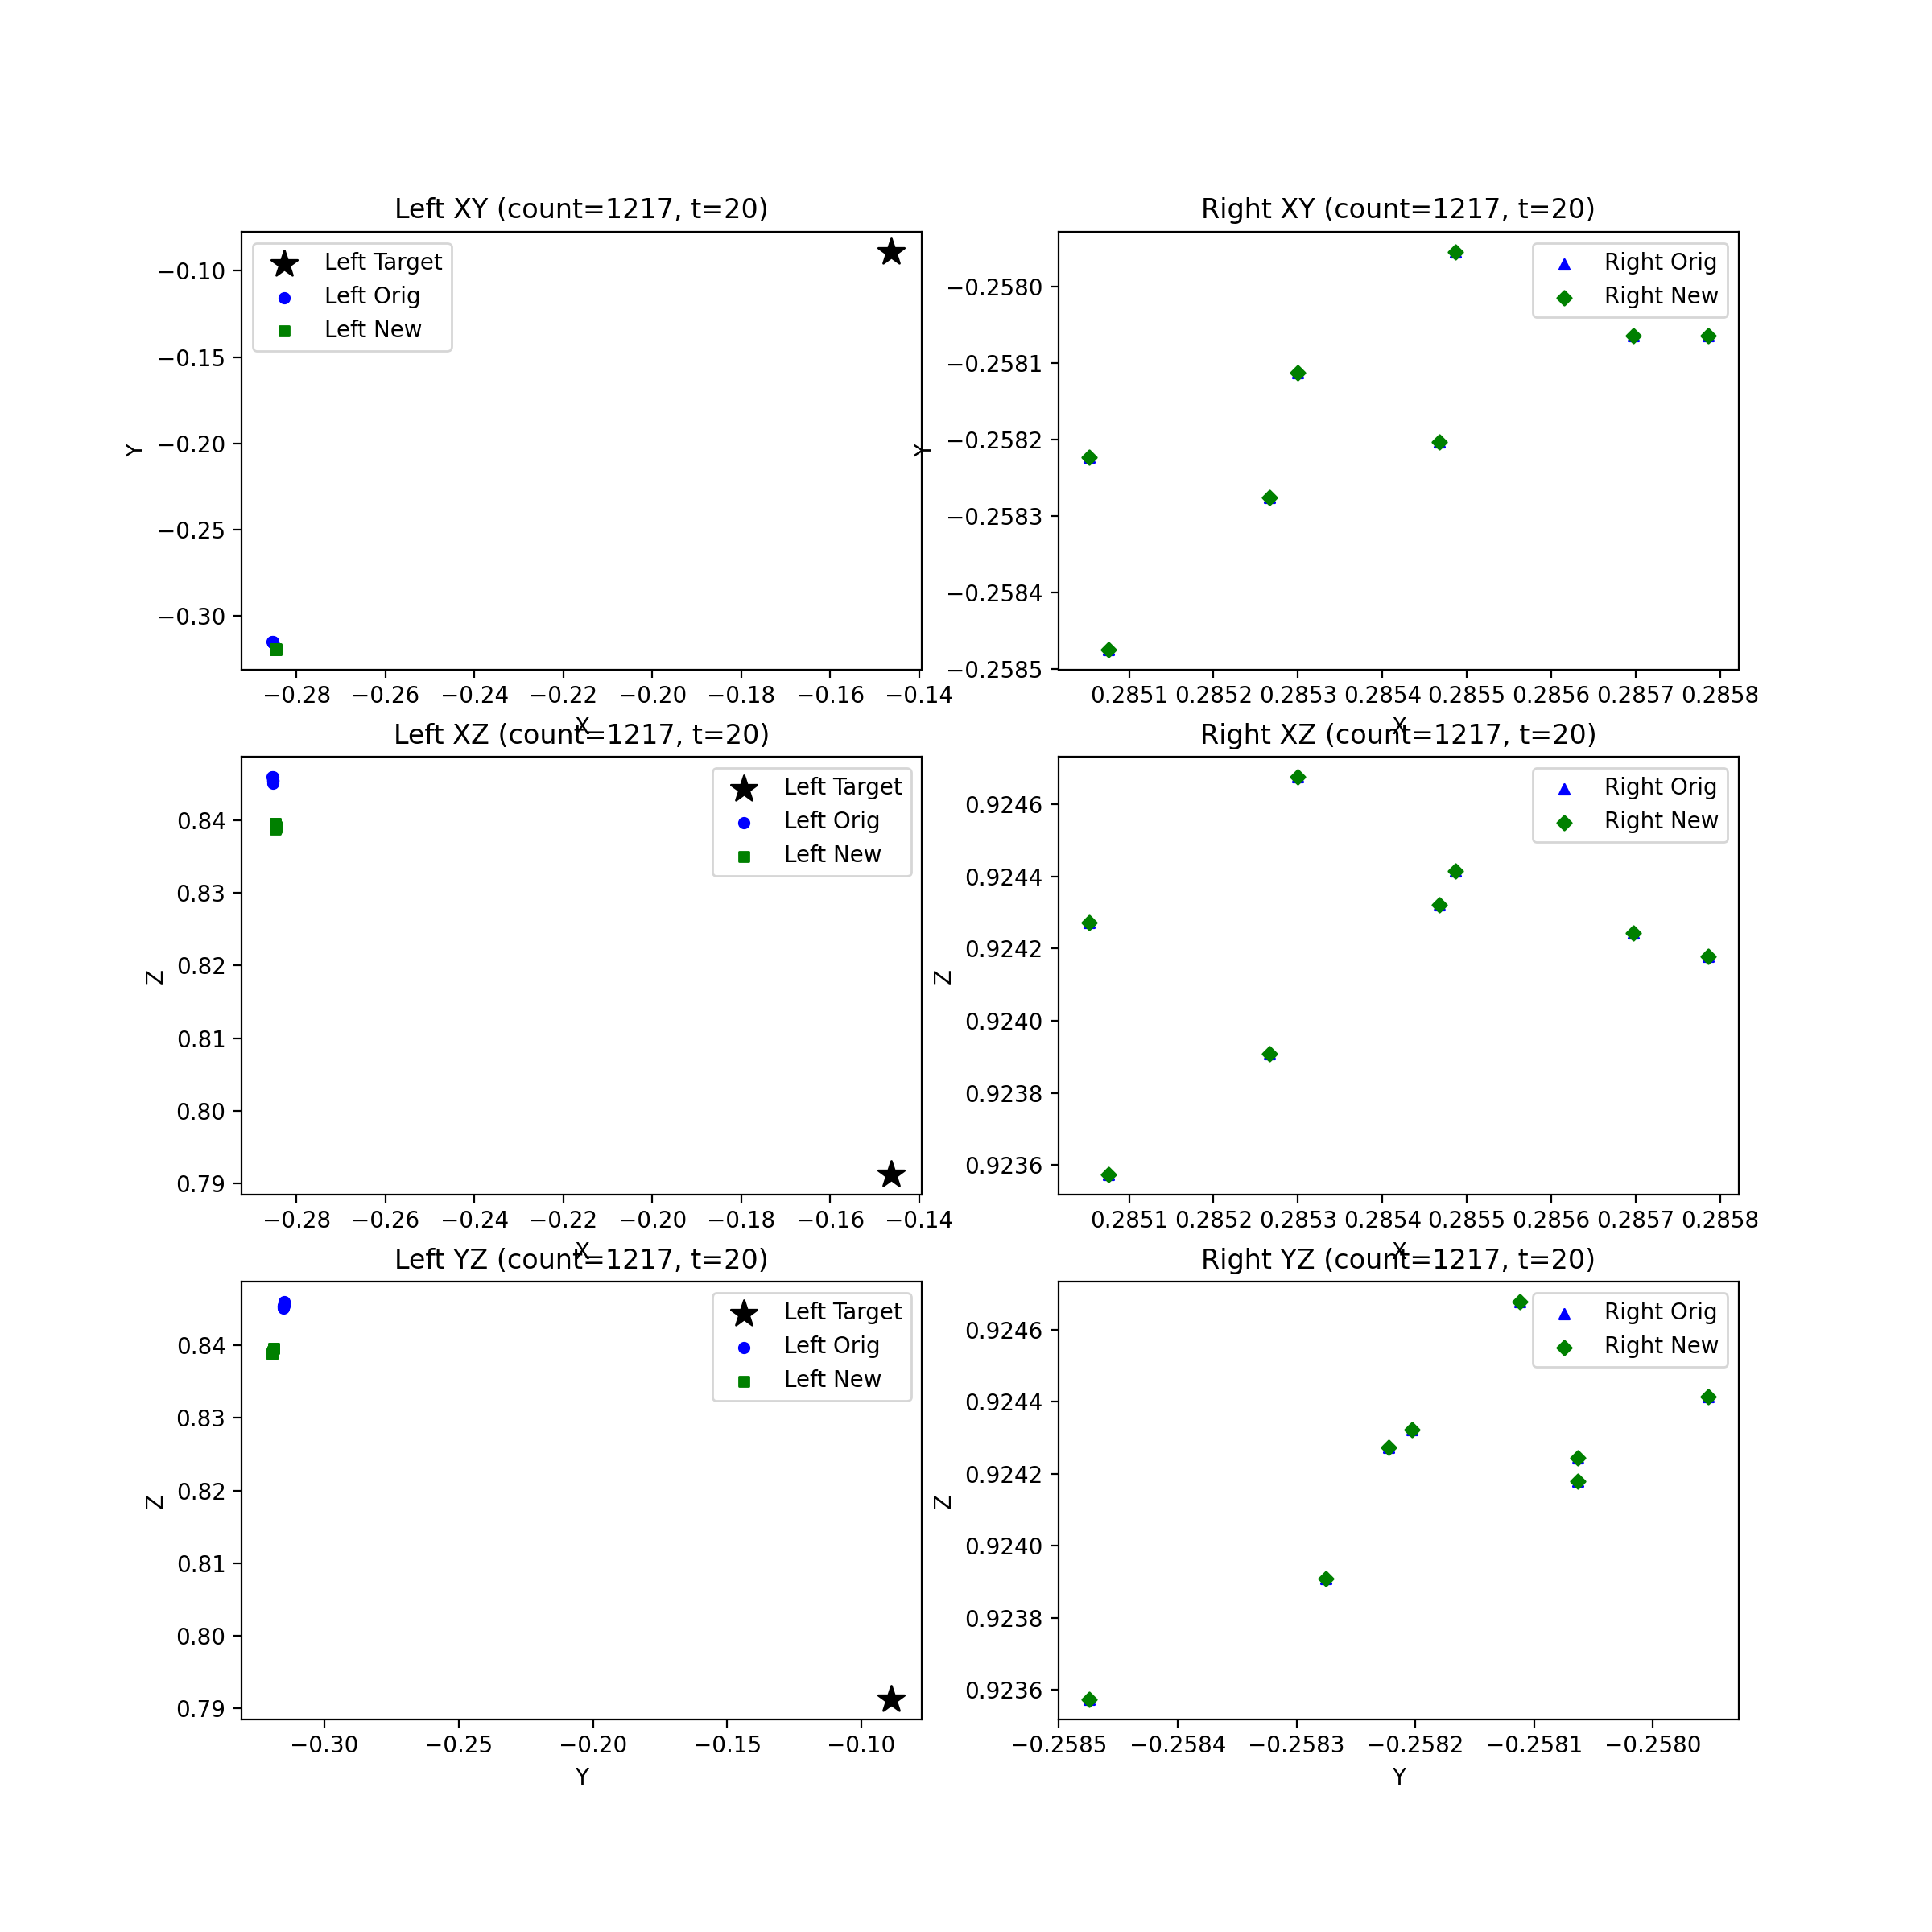 Left XY (count=1217, t=20)
Left Target
Left Orig
Left New
−0.10
−0.15
−0.20
−0.25
−0.30
Y
−0.28 −0.26 −0.24 −0.22 −0.20 −0.18 −0.16 −0.14
X
Right XY (count=1217, t=20)
Right Orig
Right New
−0.2580
−0.2581
−0.2582
−0.2583
−0.2584
−0.2585
Y
0.2851 0.2852 0.2853 0.2854 0.2855 0.2856 0.2857 0.2858
X
Left XZ (count=1217, t=20)
Left Target
Left Orig
Left New
0.84
0.83
0.82
0.81
0.80
0.79
Z
−0.28 −0.26 −0.24 −0.22 −0.20 −0.18 −0.16 −0.14
X
Right XZ (count=1217, t=20)
Right Orig
Right New
0.9246
0.9244
0.9242
0.9240
0.9238
0.9236
Z
0.2851 0.2852 0.2853 0.2854 0.2855 0.2856 0.2857 0.2858
X
Left YZ (count=1217, t=20)
Left Target
Left Orig
Left New
0.84
0.83
0.82
0.81
0.80
0.79
Z
−0.30 −0.25 −0.20 −0.15 −0.10
Y
Right YZ (count=1217, t=20)
Right Orig
Right New
0.9246
0.9244
0.9242
0.9240
0.9238
0.9236
Z
−0.2585 −0.2584 −0.2583 −0.2582 −0.2581 −0.2580
Y